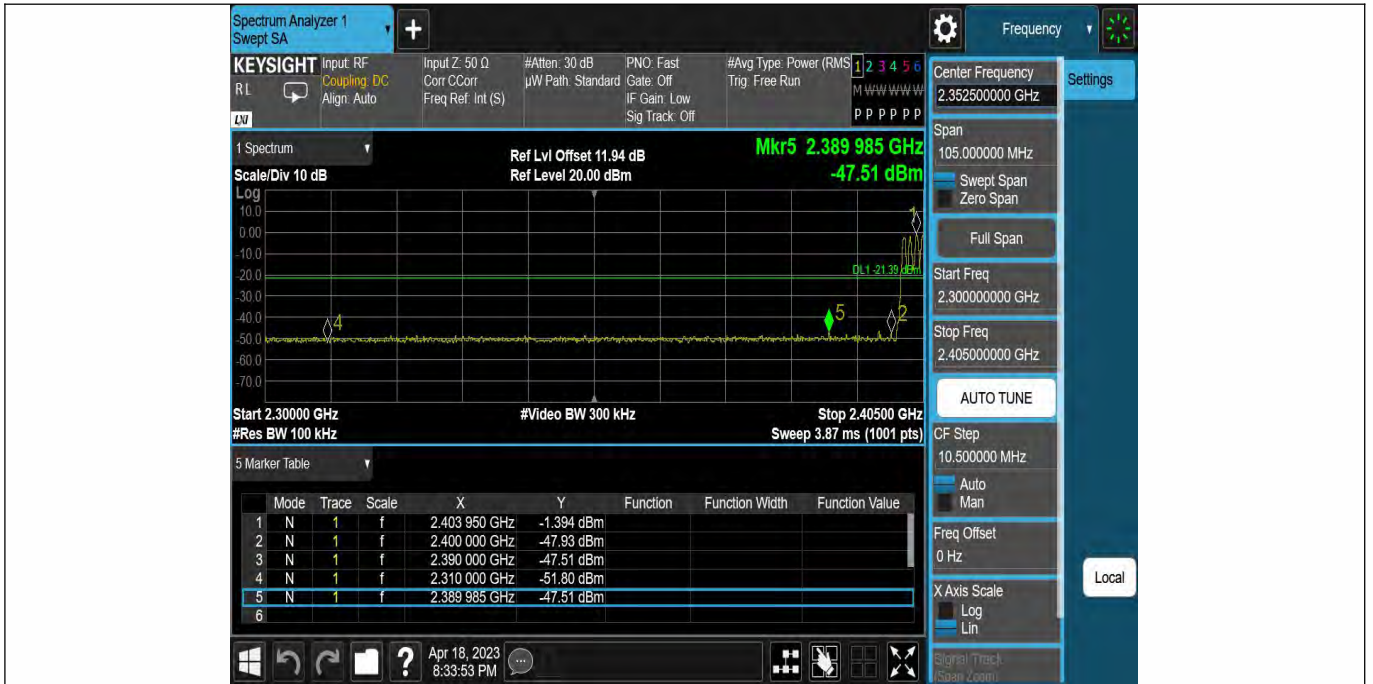 Spectrum Analyzer 1
Swept SA
+
Frequency
KEYSIGHT
R L
LXI
Input: RF
Coupling: DC
Align: Auto
Input Z: 50 Ω
Corr CCorr
Freq Ref: Int (S)
#Atten: 30 dB
µW Path: Standard
PNO: Fast
Gate: Off
IF Gain: Low
Sig Track: Off
#Avg Type: Power (RMS
Trig: Free Run
1 2 3 4 5 6
M W W W W W
P P P P P P
1 Spectrum
Scale/Div 10 dB
Ref Lvl Offset 11.94 dB
Ref Level 20.00 dBm
Mkr5 2.389 985 GHz
-47.51 dBm
Log
10.0
0.00
-10.0
-20.0
-30.0
-40.0
-50.0
-60.0
-70.0
1
DL1 -21.39 dBm
4
5
2
Start 2.30000 GHz
#Video BW 300 kHz
Stop 2.40500 GHz
#Res BW 100 kHz
Sweep 3.87 ms (1001 pts)
5 Marker Table
Mode Trace Scale X Y Function Function Width Function Value
1 N 1 f 2.403 950 GHz -1.394 dBm
2 N 1 f 2.400 000 GHz -47.93 dBm
3 N 1 f 2.390 000 GHz -47.51 dBm
4 N 1 f 2.310 000 GHz -51.80 dBm
5 N 1 f 2.389 985 GHz -47.51 dBm
6
?
Apr 18, 2023
8:33:53 PM
Center Frequency
2.352500000 GHz
Settings
Span
105.000000 MHz
Swept Span
Zero Span
Full Span
Start Freq
2.300000000 GHz
Stop Freq
2.405000000 GHz
AUTO TUNE
CF Step
10.500000 MHz
Auto
Man
Freq Offset
0 Hz
Local
X Axis Scale
Log
Lin
Signal Track
(Span Zoom)